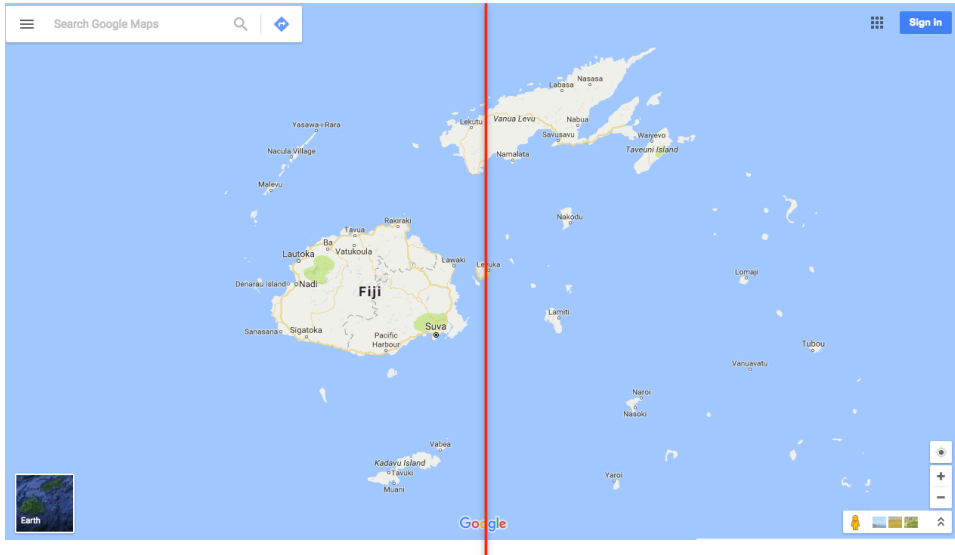 Search Google Maps
Sign in
Nasasa
Labasa
Vanua Levu
Lekutu
Nabua
Yasawa-i-Rara
Savusavu
Waiyevo
Taveuni Island
Nacula Village
Namalata
Malevu
Nakodu
Rakiraki
Tavua
Ba
Vatukoula
Lautoka
Lawaki
Levuka
Lomaji
Denarau Island
Nadi
Fiji
Lamiti
Suva
Sanasana
Sigatoka
Pacific
Harbour
Tubou
Vanuavatu
Naroi
Nasoki
Vabea
Kadavu Island
Tavuki
Muani
Yaroi
Earth
Google